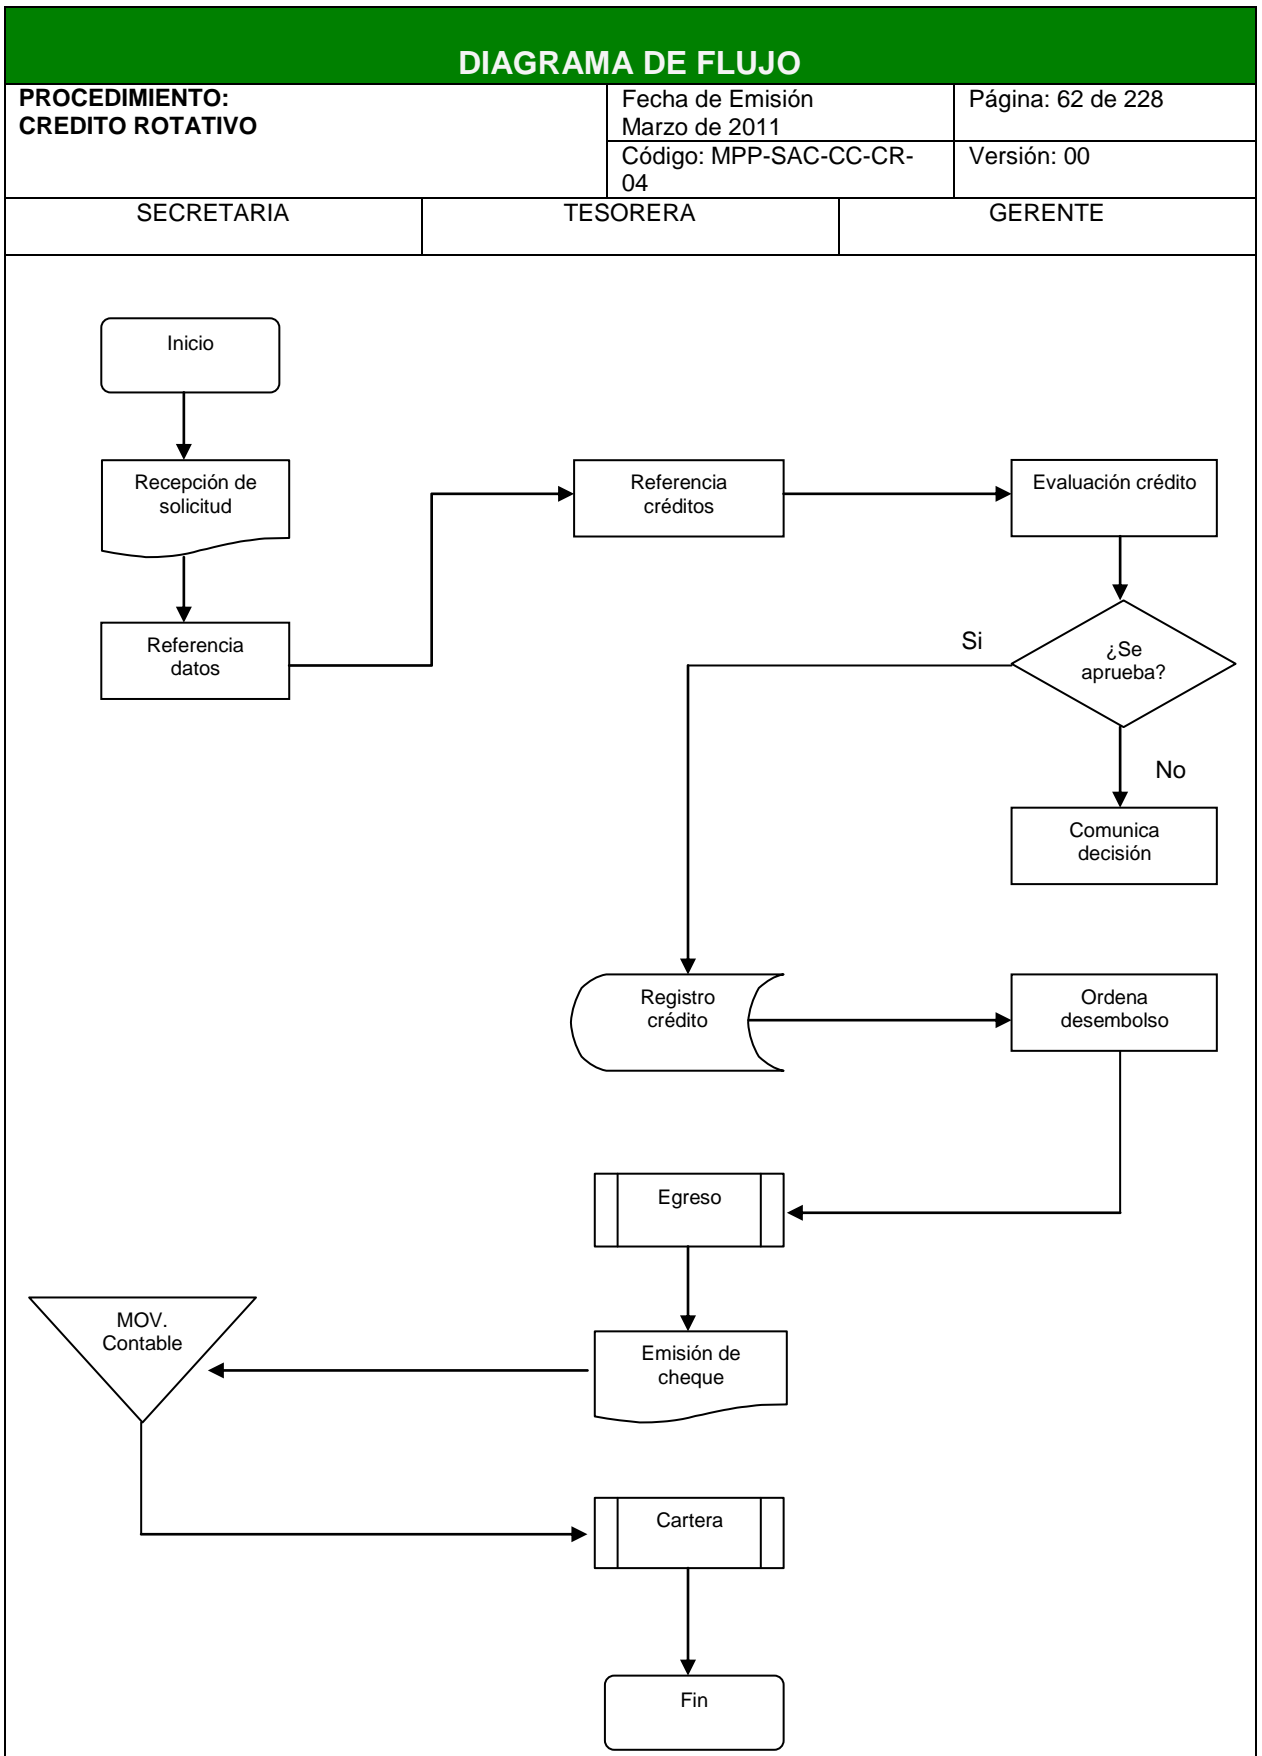 DIAGRAMA DE FLUJO
PROCEDIMIENTO:
CREDITO ROTATIVO
Fecha de Emisión
Marzo de 2011
Página: 62 de 228
Código: MPP-SAC-CC-CR-
04
Versión: 00
SECRETARIA
TESORERA
GERENTE
Inicio
Recepción de
solicitud
Referencia
créditos
Evaluación crédito
Referencia
datos
Si
¿Se
aprueba?
No
Comunica
decisión
Registro
crédito
Ordena
desembolso
Egreso
MOV.
Contable
Emisión de
cheque
Cartera
Fin